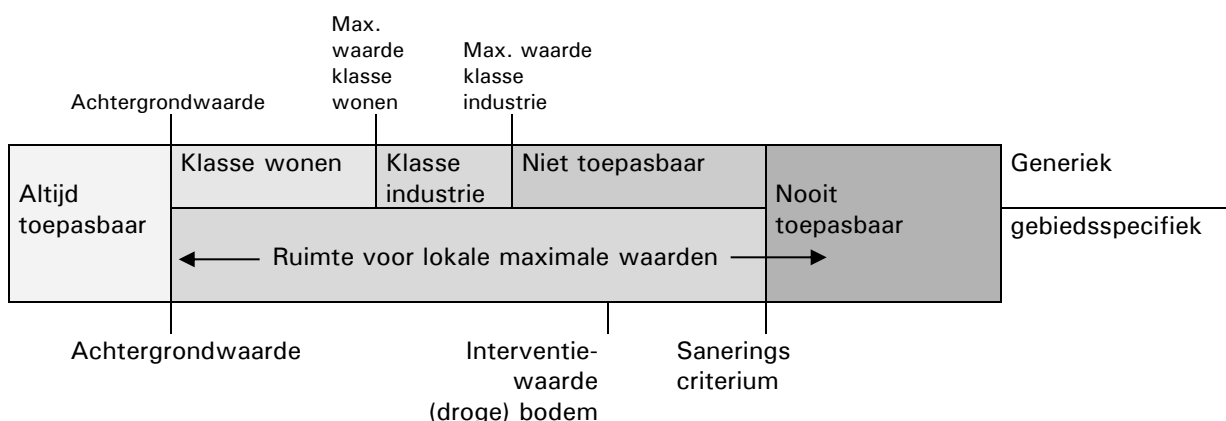 Max.
waarde
klasse
wonen
Max. waarde
klasse
industrie
Achtergrondwaarde
Altijd
toepasbaar
Klasse wonen
Klasse
industrie
Niet toepasbaar
Nooit
toepasbaar
Generiek
gebiedsspecifiek
Ruimte voor lokale maximale waarden
Achtergrondwaarde
Interventie-
waarde
(droge) bodem
Sanerings
criterium